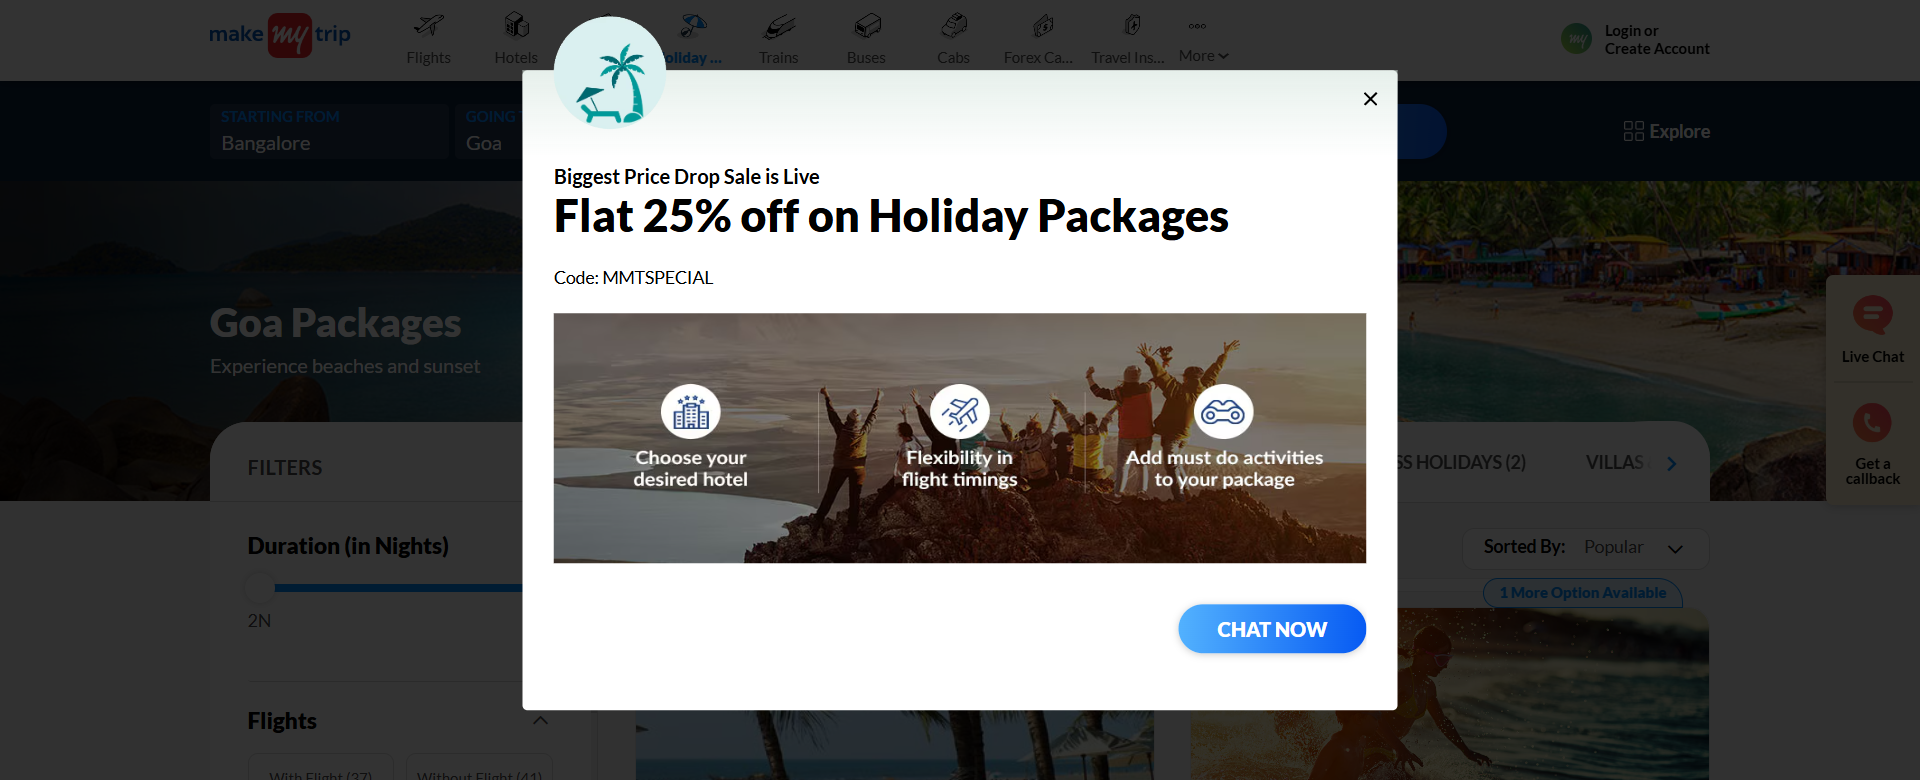 make my trip
Flights
Hotels
oliday ...
Trains
Buses
Cabs
Forex Ca...
Travel Ins...
More
my
Login or
Create Account
STARTING FROM
Bangalore
GOING
Goa
Explore
Biggest Price Drop Sale is Live
Flat 25% off on Holiday Packages
Code: MMTSPECIAL
Choose your
desired hotel
Flexibility in
flight timings
Add must do activities
to your package
CHAT NOW
Goa Packages
Experience beaches and sunset
Live Chat
Get a
callback
FILTERS
SS HOLIDAYS (2)
VILLAS
Duration (in Nights)
2N
Sorted By: Popular
1 More Option Available
Flights
With Flight (37)
Without Flight (41)